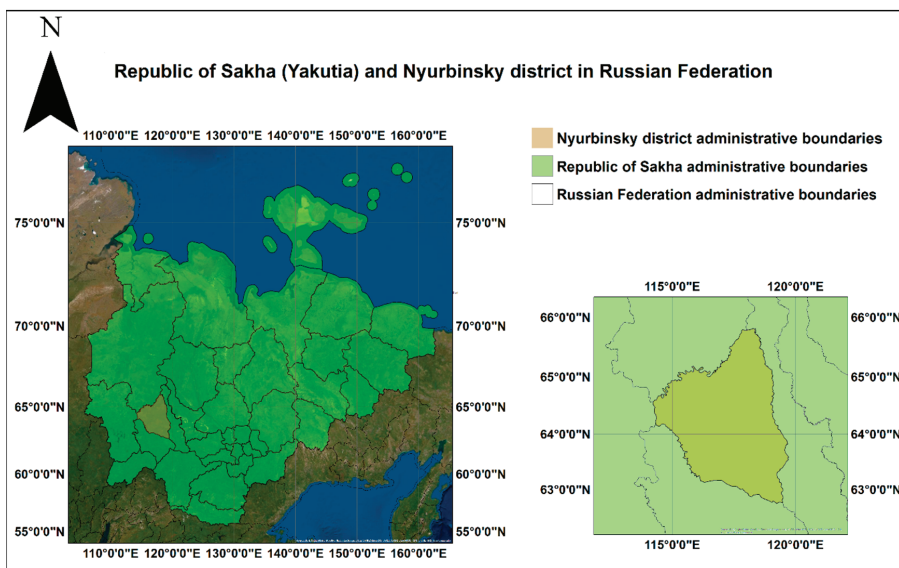 N
Republic of Sakha (Yakutia) and Nyurbinsky district in Russian Federation
110°0'0"E 120°0'0"E 130°0'0"E 140°0'0"E 150°0'0"E 160°0'0"E
75°0'0"N 75°0'0"N
70°0'0"N 70°0'0"N
65°0'0"N 65°0'0"N
60°0'0"N 60°0'0"N
55°0'0"N 55°0'0"N
110°0'0"E 120°0'0"E 130°0'0"E 140°0'0"E 150°0'0"E 160°0'0"E
Nyurbinsky district administrative boundaries
Republic of Sakha administrative boundaries
Russian Federation administrative boundaries
115°0'0"E 120°0'0"E
66°0'0"N 66°0'0"N
65°0'0"N 65°0'0"N
64°0'0"N 64°0'0"N
63°0'0"N 63°0'0"N
115°0'0"E 120°0'0"E